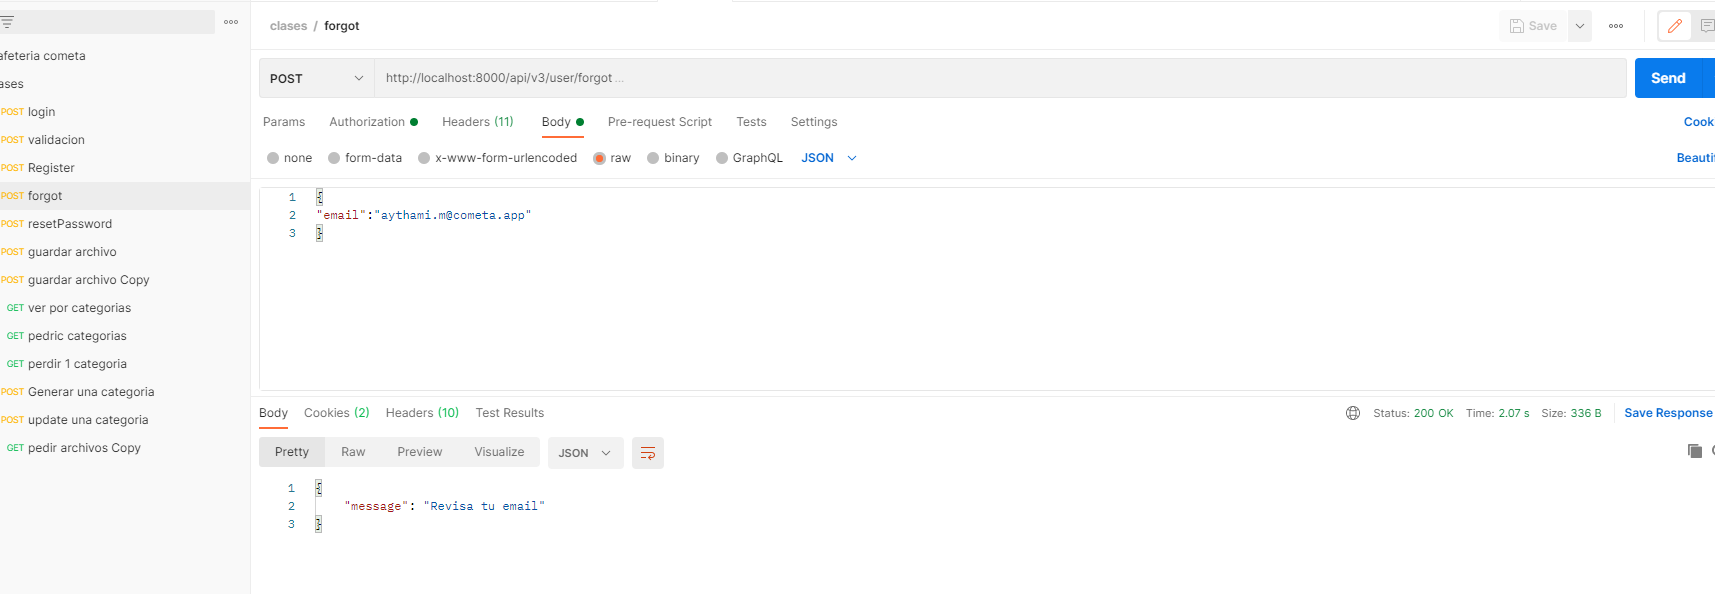 clases / forgot
Save
afeteria cometa
ases
POST login
POST validacion
POST Register
POST forgot
POST resetPassword
POST guardar archivo
POST guardar archivo Copy
GET ver por categorias
GET pedric categorias
GET perdir 1 categoria
POST Generar una categoria
POST update una categoria
GET pedir archivos Copy
POST http://localhost:8000/api/v3/user/forgot ...
Send
Params Authorization Headers (11) Body Pre-request Script Tests Settings
Cook
none form-data x-www-form-urlencoded raw binary GraphQL JSON
Beautif
1 {
2 "email":"aythami.m@cometa.app"
3 }
Body Cookies (2) Headers (10) Test Results
Status: 200 OK Time: 2.07 s Size: 336 B Save Response
Pretty Raw Preview Visualize JSON
1 {
2 "message": "Revisa tu email"
3 }